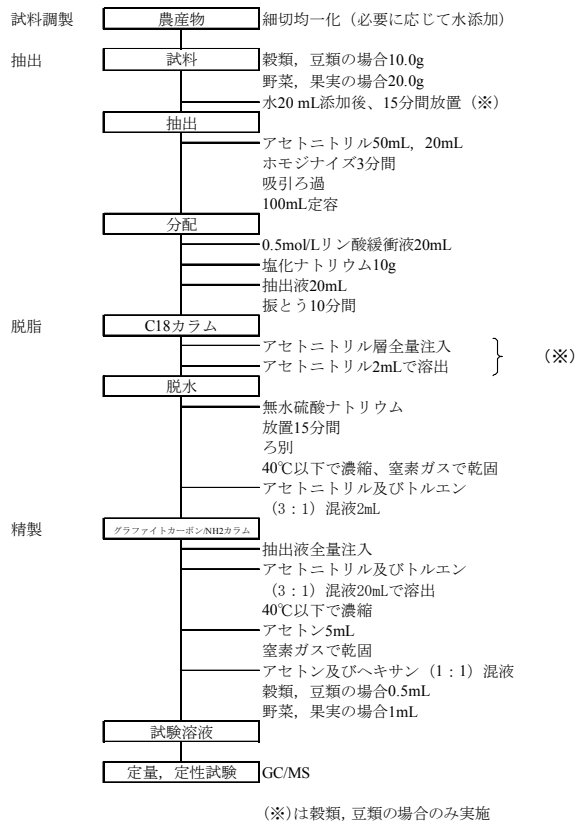 試料調製 農産物 細切均一化（必要に応じて水添加）
抽出 試料 穀類，豆類の場合10.0g
野菜，果実の場合20.0g
水20 mL添加後、15分間放置（※）
抽出
アセトニトリル50mL，20mL
ホモジナイズ3分間
吸引ろ過
100mL定容
分配
0.5mol/Lリン酸緩衝液20mL
塩化ナトリウム10g
抽出液20mL
振とう10分間
脱脂 C18カラム
アセトニトリル層全量注入
アセトニトリル2mLで溶出
（※）
脱水
無水硫酸ナトリウム
放置15分間
ろ別
40℃以下で濃縮、窒素ガスで乾固
アセトニトリル及びトルエン
（3：1）混液2mL
精製 グラファイトカーボン/NH2カラム
抽出液全量注入
アセトニトリル及びトルエン
（3：1）混液20mLで溶出
40℃以下で濃縮
アセトン5mL
窒素ガスで乾固
アセトン及びヘキサン（1：1）混液
穀類，豆類の場合0.5mL
野菜，果実の場合1mL
試験溶液
定量，定性試験 GC/MS
（※）は穀類，豆類の場合のみ実施